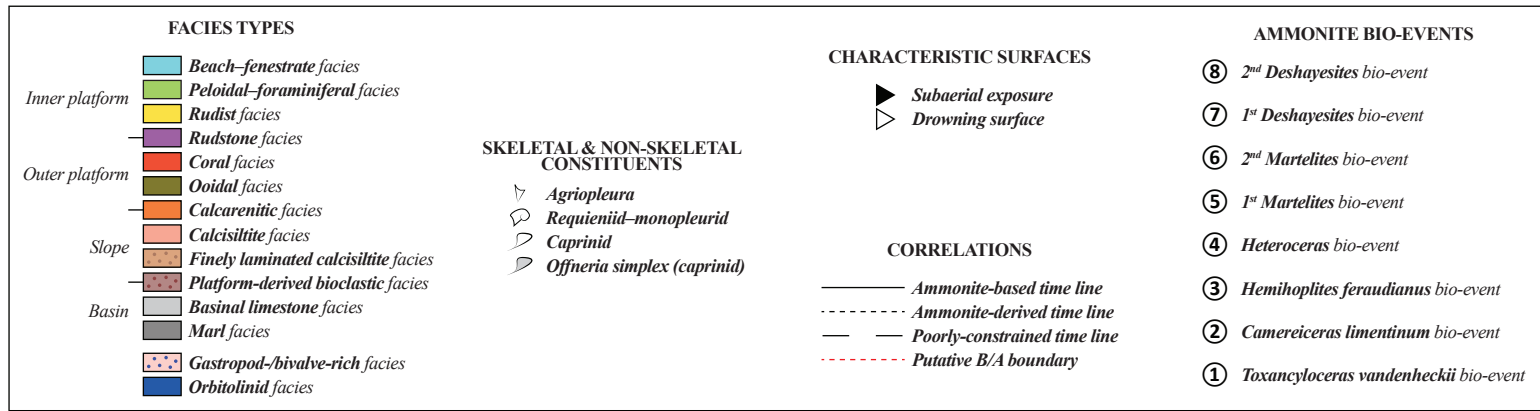 FACIES TYPES
Inner platform
Outer platform
Slope
Basin
Beach–fenestrate facies
Peloidal–foraminiferal facies
Rudist facies
Rudstone facies
Coral facies
Ooidal facies
Calcarenitic facies
Calcisiltite facies
Finely laminated calcisiltite facies
Platform-derived bioclastic facies
Basinal limestone facies
Marl facies
Gastropod-/bivalve-rich facies
Orbitolinid facies
SKELETAL & NON-SKELETAL
CONSTITUENTS
Agriopleura
Requieniid–monopleurid
Caprinid
Offneria simplex (caprinid)
CHARACTERISTIC SURFACES
Subaerial exposure
Drowning surface
CORRELATIONS
Ammonite-based time line
Ammonite-derived time line
Poorly-constrained time line
Putative B/A boundary
AMMONITE BIO-EVENTS
8 2nd Deshayesites bio-event
7 1st Deshayesites bio-event
6 2nd Martelites bio-event
5 1st Martelites bio-event
4 Heteroceras bio-event
3 Hemihoplites feraudianus bio-event
2 Camereiceras limentinum bio-event
1 Toxancyloceras vandenheckii bio-event